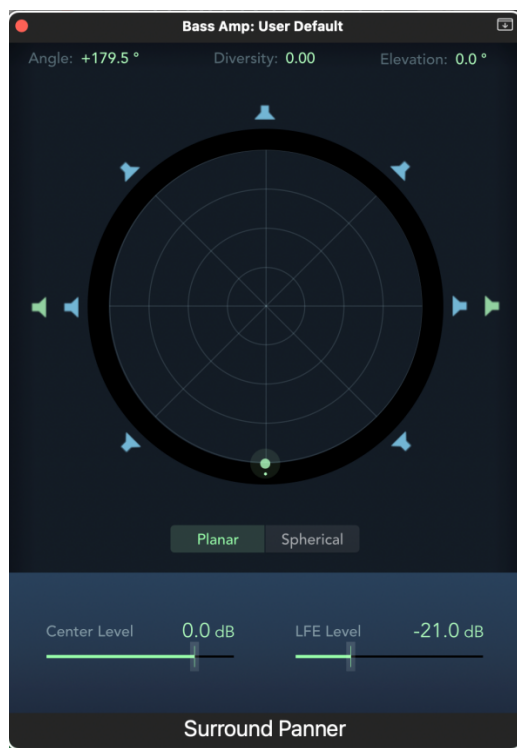 Bass Amp: User Default
Angle: +179.5 ° Diversity: 0.00 Elevation: 0.0 °
Planar Spherical
Center Level 0.0 dB LFE Level -21.0 dB
Surround Panner